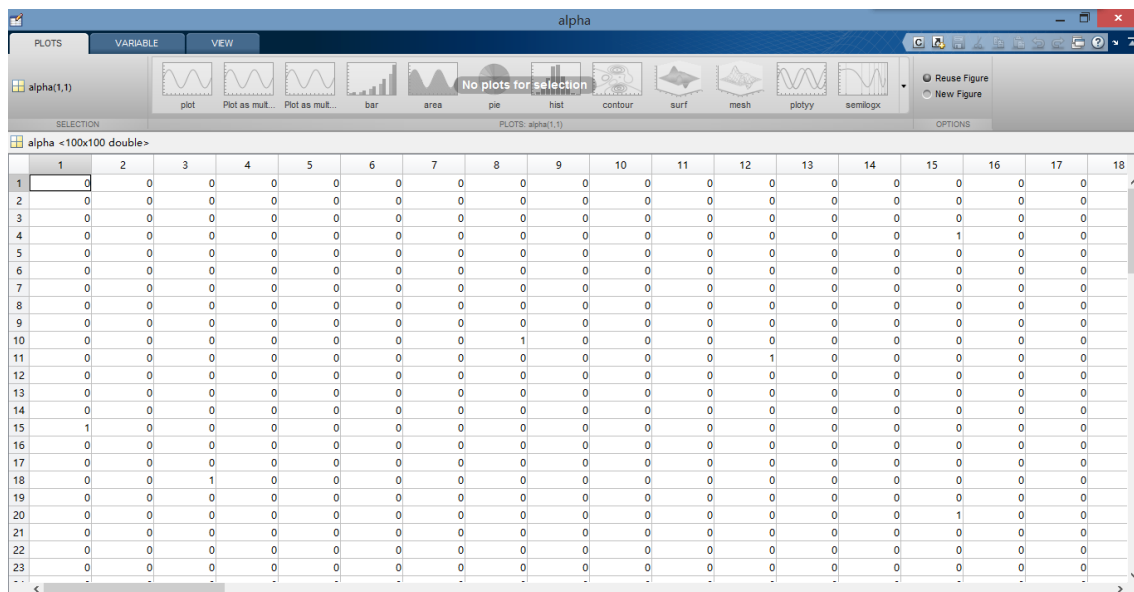 alpha
PLOTS VARIABLE VIEW
alpha(1,1)
No plots for selection
plot Plot as mult... Plot as mult... bar area pie hist contour surf mesh plotyy semilogx
Reuse Figure
New Figure
SELECTION PLOTS: alpha(1,1) OPTIONS
alpha <100x100 double>
1 2 3 4 5 6 7 8 9 10 11 12 13 14 15 16 17 18
1 0 0 0 0 0 0 0 0 0 0 0 0 0 0 0 0 0
2 0 0 0 0 0 0 0 0 0 0 0 0 0 0 0 0 0
3 0 0 0 0 0 0 0 0 0 0 0 0 0 0 0 0 0
4 0 0 0 0 0 0 0 0 0 0 0 0 0 0 1 0 0
5 0 0 0 0 0 0 0 0 0 0 0 0 0 0 0 0 0
6 0 0 0 0 0 0 0 0 0 0 0 0 0 0 0 0 0
7 0 0 0 0 0 0 0 0 0 0 0 0 0 0 0 0 0
8 0 0 0 0 0 0 0 0 0 0 0 0 0 0 0 0 0
9 0 0 0 0 0 0 0 0 0 0 0 0 0 0 0 0 0
10 0 0 0 0 0 0 0 1 0 0 0 0 0 0 0 0 0
11 0 0 0 0 0 0 0 0 0 0 0 1 0 0 0 0 0
12 0 0 0 0 0 0 0 0 0 0 0 0 0 0 0 0 0
13 0 0 0 0 0 0 0 0 0 0 0 0 0 0 0 0 0
14 0 0 0 0 0 0 0 0 0 0 0 0 0 0 0 0 0
15 1 0 0 0 0 0 0 0 0 0 0 0 0 0 0 0 0
16 0 0 0 0 0 0 0 0 0 0 0 0 0 0 0 0 0
17 0 0 0 0 0 0 0 0 0 0 0 0 0 0 0 0 0
18 0 0 1 0 0 0 0 0 0 0 0 0 0 0 0 0 0
19 0 0 0 0 0 0 0 0 0 0 0 0 0 0 0 0 0
20 0 0 0 0 0 0 0 0 0 0 0 0 0 0 1 0 0
21 0 0 0 0 0 0 0 0 0 0 0 0 0 0 0 0 0
22 0 0 0 0 0 0 0 0 0 0 0 0 0 0 0 0 0
23 0 0 0 0 0 0 0 0 0 0 0 0 0 0 0 0 0